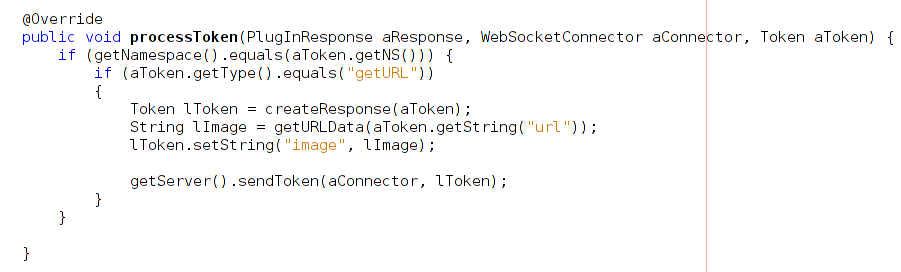 @Override
public void processToken(PlugInResponse aResponse, WebSocketConnector aConnector, Token aToken) {
if (getNamespace().equals(aToken.getNS())) {
if (aToken.getType().equals("getURL"))
{
Token lToken = createResponse(aToken);
String lImage = getURLData(aToken.getString("url"));
lToken.setString("image", lImage);
getServer().sendToken(aConnector, lToken);
}
}
}